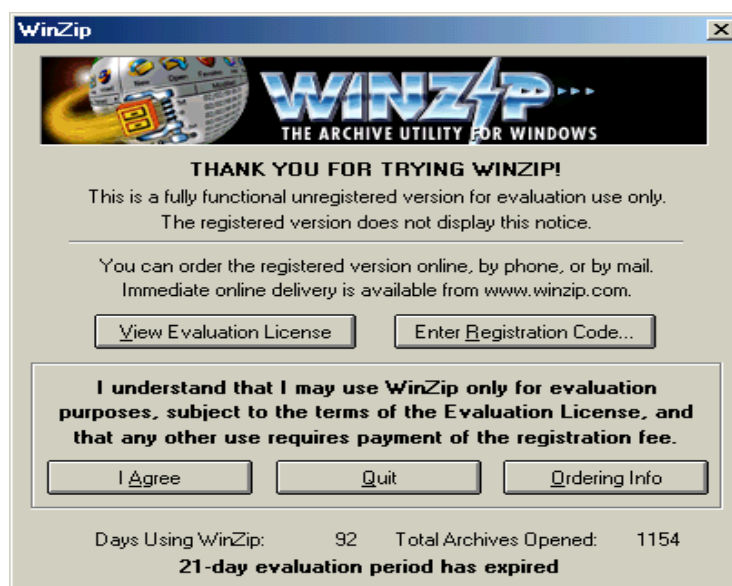 WinZip
WINZIP
THE ARCHIVE UTILITY FOR WINDOWS
THANK YOU FOR TRYING WINZIP!
This is a fully functional unregistered version for evaluation use only.
The registered version does not display this notice.
You can order the registered version online, by phone, or by mail.
Immediate online delivery is available from www.winzip.com.
View Evaluation License
Enter Registration Code...
I understand that I may use WinZip only for evaluation
purposes, subject to the terms of the Evaluation License, and
that any other use requires payment of the registration fee.
I Agree
Quit
Ordering Info
Days Using WinZip: 92 Total Archives Opened: 1154
21-day evaluation period has expired